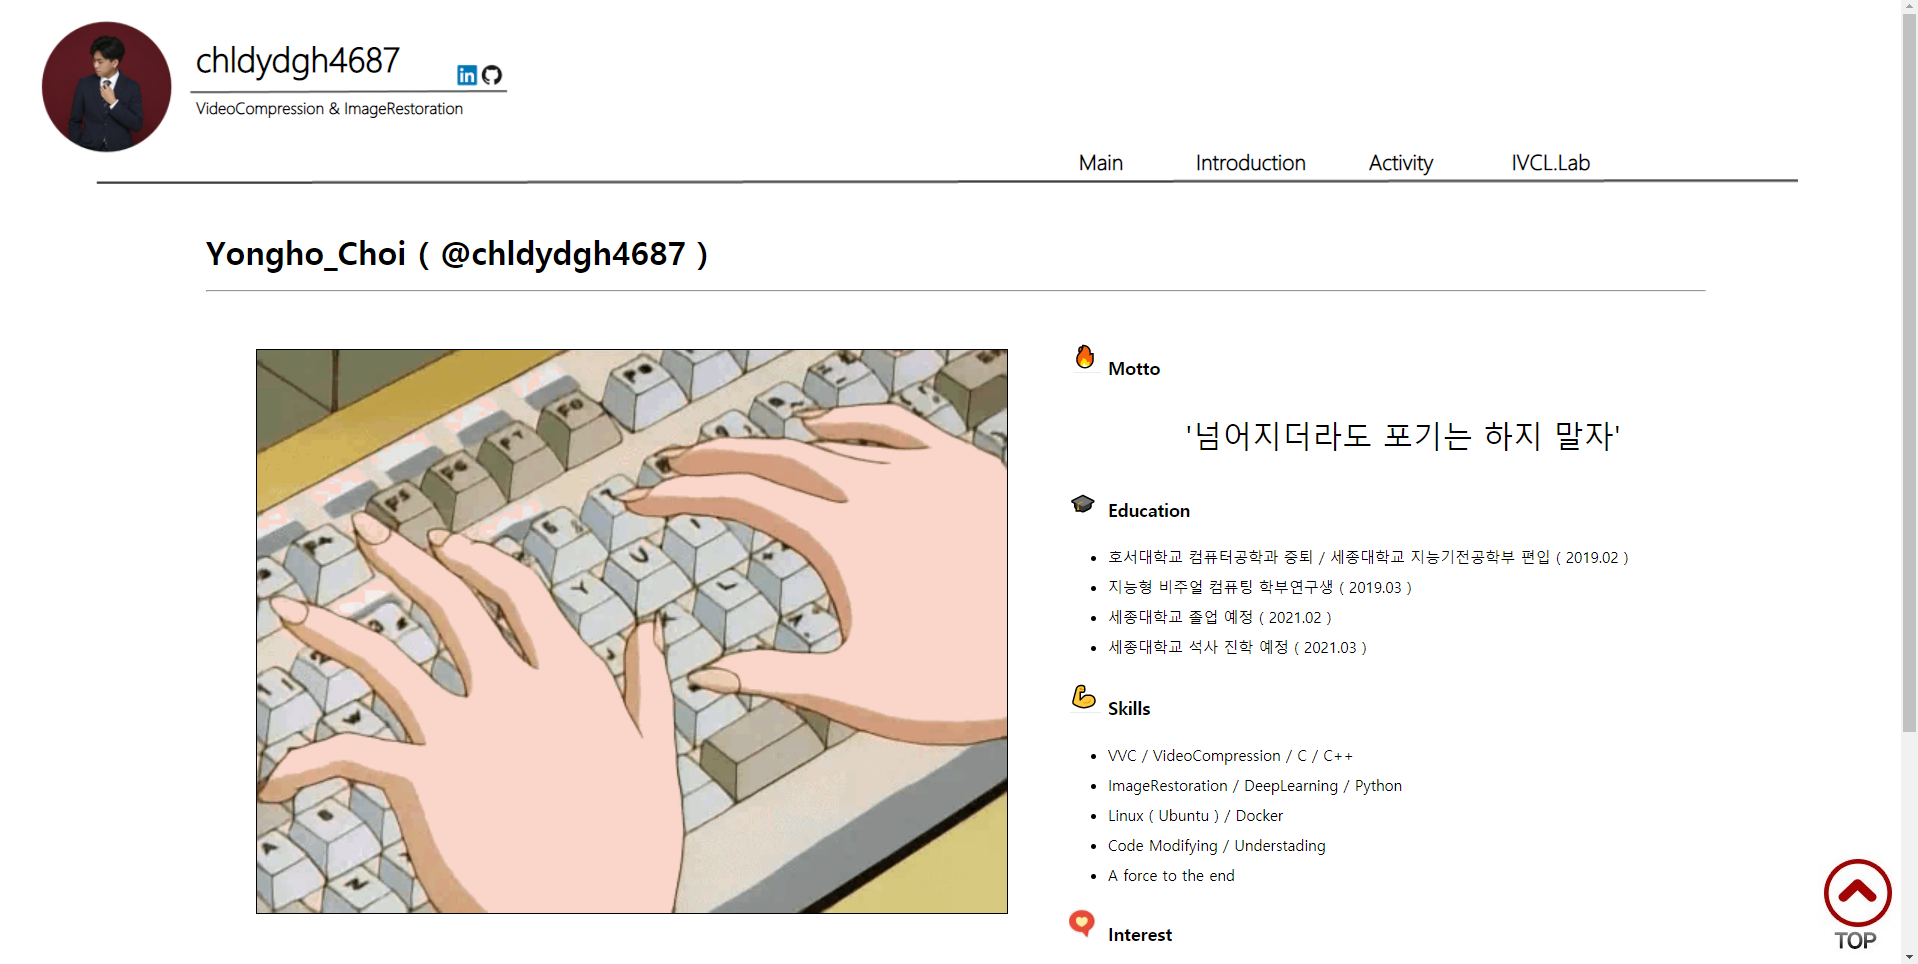 chldydgh4687
VideoCompression & ImageRestoration
Main Introduction Activity IVCL.Lab
Yongho_Choi ( @chldydgh4687 )
Motto
'넘어지더라도 포기는 하지 말자'
Education
호서대학교 컴퓨터공학과 중퇴 / 세종대학교 지능기전공학부 편입 ( 2019.02 )
지능형 비주얼 컴퓨팅 학부연구생 ( 2019.03 )
세종대학교 졸업 예정 ( 2021.02 )
세종대학교 석사 진학 예정 ( 2021.03 )
Skills
VVC / VideoCompression / C / C++
ImageRestoration / DeepLearning / Python
Linux ( Ubuntu ) / Docker
Code Modifying / Understading
A force to the end
Interest
TOP